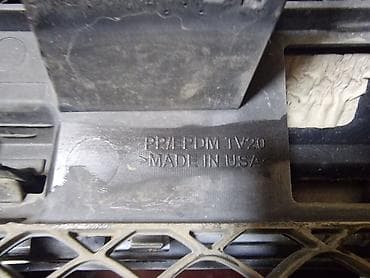 PP/EPDM TV20
>MADE IN USA<